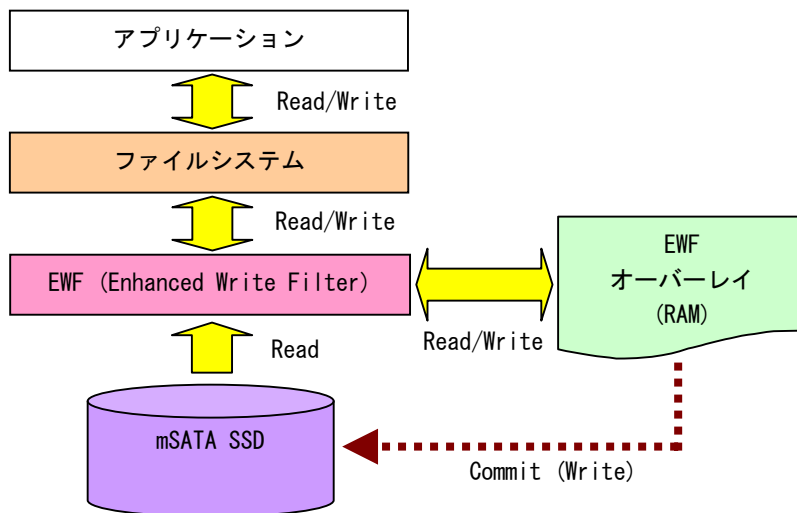 アプリケーション
Read/Write
ファイルシステム
Read/Write
EWF (Enhanced Write Filter)
EWF
オーバーレイ
(RAM)
Read/Write
Read
mSATA SSD
Commit (Write)